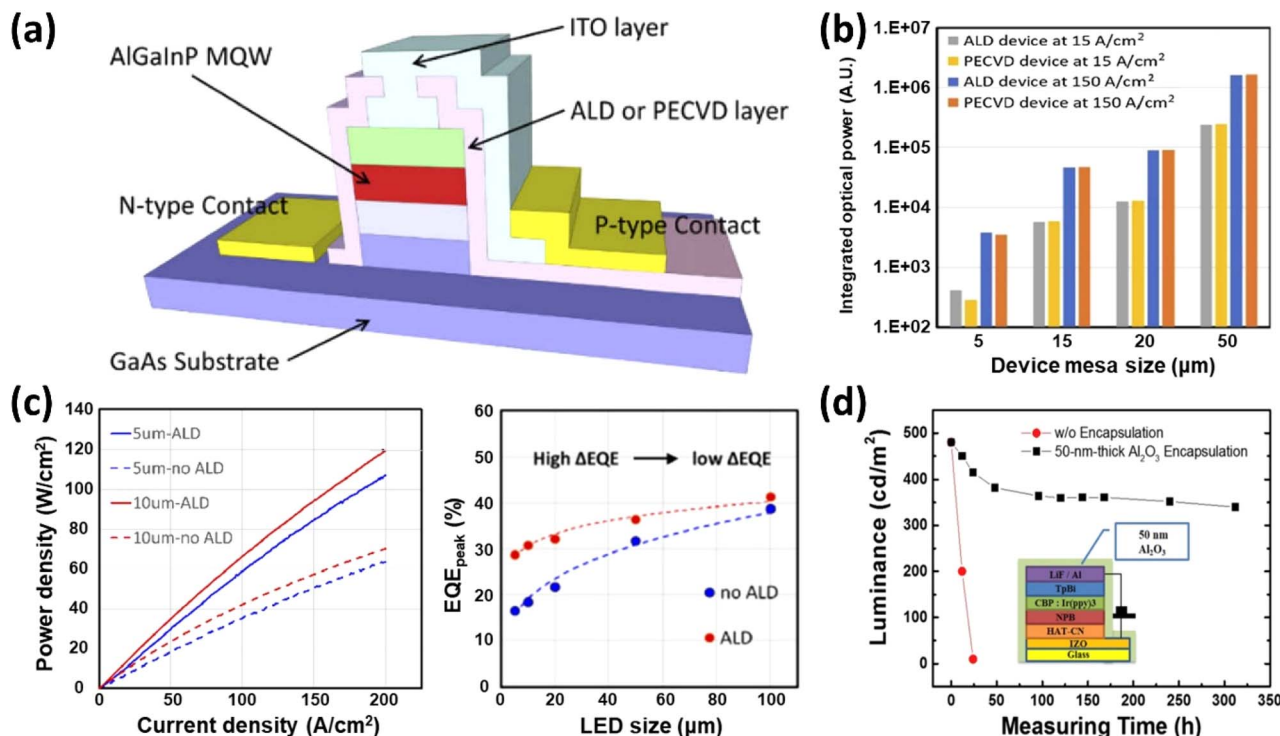 (a)
ITO layer
AlGaInP MQW
ALD or PECVD layer
N-type Contact
P-type Contact
GaAs Substrate
(b)
Integrated optical power (A.U.)
1.E+07
1.E+06
1.E+05
1.E+04
1.E+03
1.E+02
ALD device at 15 A/cm²
PECVD device at 15 A/cm²
ALD device at 150 A/cm²
PECVD device at 150 A/cm²
5 15 20 50
Device mesa size (µm)
(c)
Power density (W/cm²)
140
120
100
80
60
40
20
0
5um-ALD
5um-no ALD
10um-ALD
10um-no ALD
0 50 100 150 200
Current density (A/cm²)
EQEpeak (%)
60
50
40
30
20
10
0
High ΔEQE low ΔEQE
no ALD
ALD
0 20 40 60 80 100
LED size (µm)
(d)
Luminance (cd/m²)
500
400
300
200
100
0
w/o Encapsulation
50-nm-thick Al₂O₃ Encapsulation
50 nm
Al₂O₃
LiF / Al
TpBi
CBP : Ir(ppy)3
NPB
HAT-CN
IZO
Glass
0 50 100 150 200 250 300 350
Measuring Time (h)